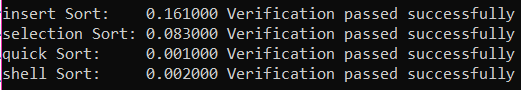 insert Sort:    0.161000 Verification passed successfully
selection Sort: 0.083000 Verification passed successfully
quick Sort:     0.001000 Verification passed successfully
shell Sort:     0.002000 Verification passed successfully